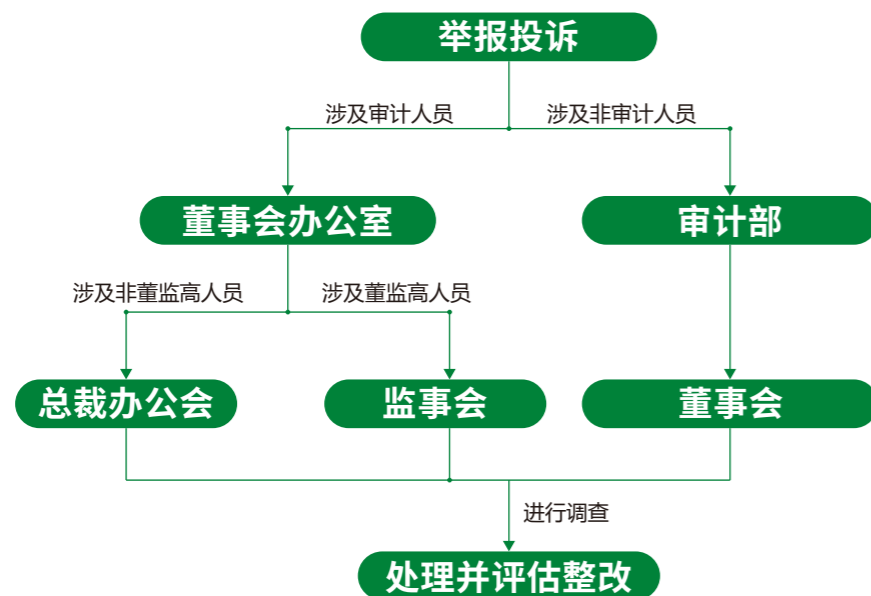 举报投诉
涉及审计人员
涉及非审计人员
董事会办公室
审计部
涉及非董监高人员
涉及董监高人员
总裁办公会
监事会
董事会
进行调查
处理并评估整改